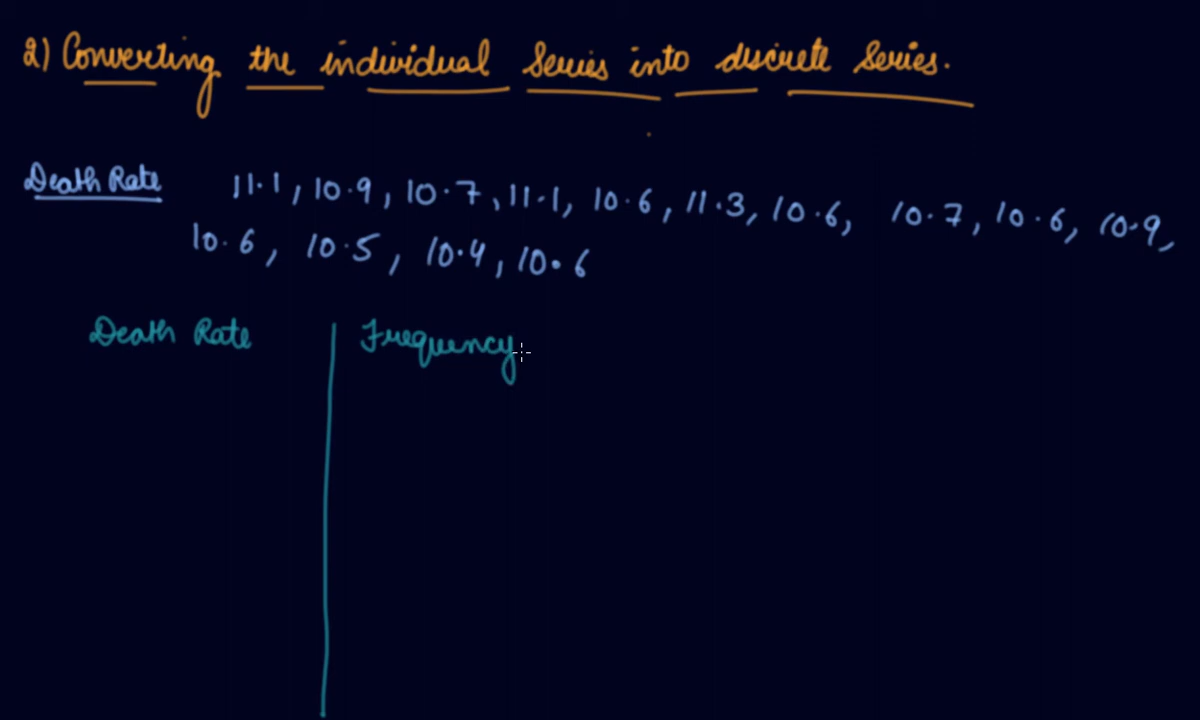 2) Converting the individual Series into discrete Series.
Death Rate 11.1, 10.9, 10.7, 11.1, 10.6, 11.3, 10.6, 10.7, 10.6, 10.9,
10.6, 10.5, 10.4, 10.6
Death Rate Frequency